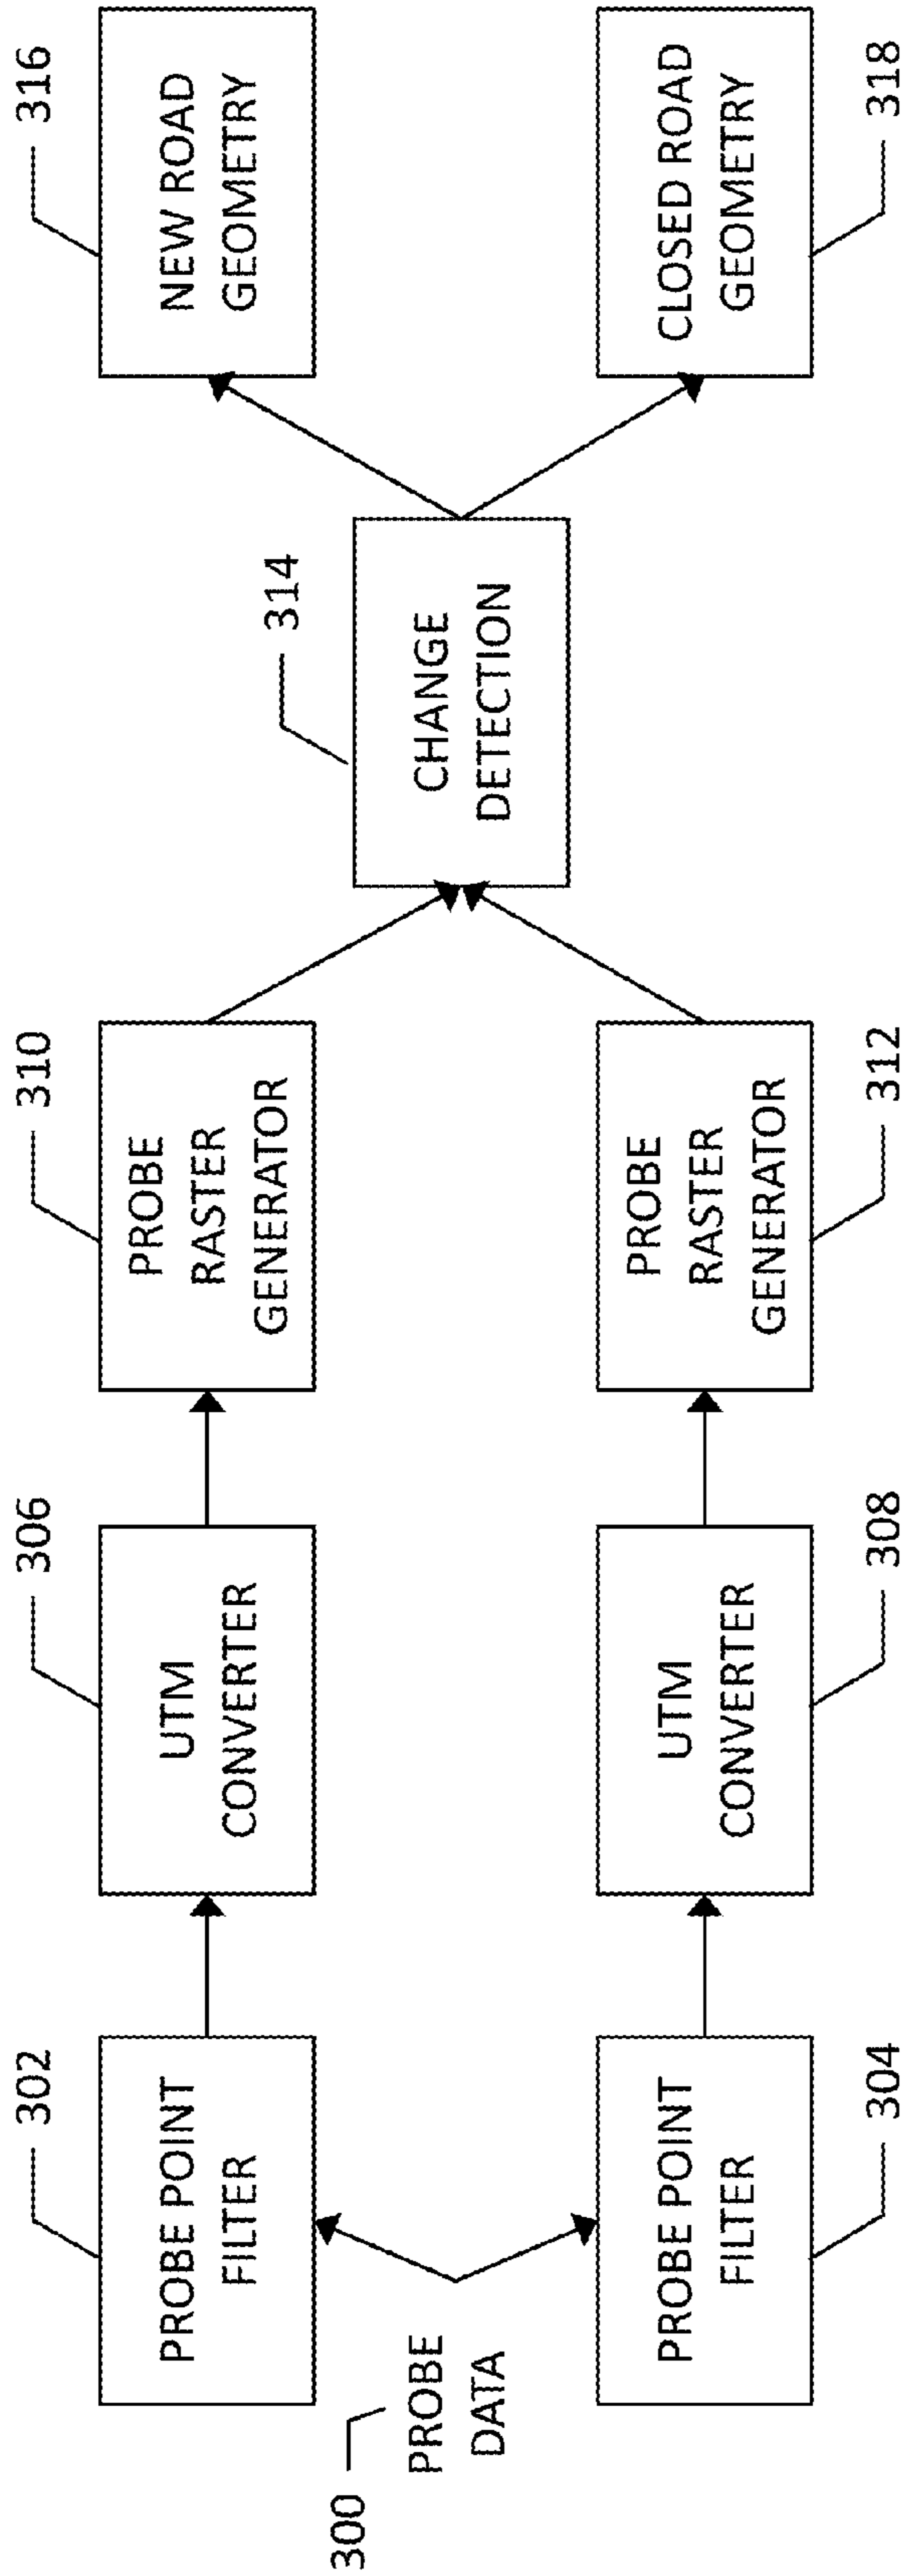 302
PROBE POINT
FILTER
306
UTM
CONVERTER
310
PROBE
RASTER
GENERATOR
316
NEW ROAD
GEOMETRY
300
PROBE
DATA
314
CHANGE
DETECTION
PROBE POINT
FILTER
304
UTM
CONVERTER
308
PROBE
RASTER
GENERATOR
312
CLOSED ROAD
GEOMETRY
318